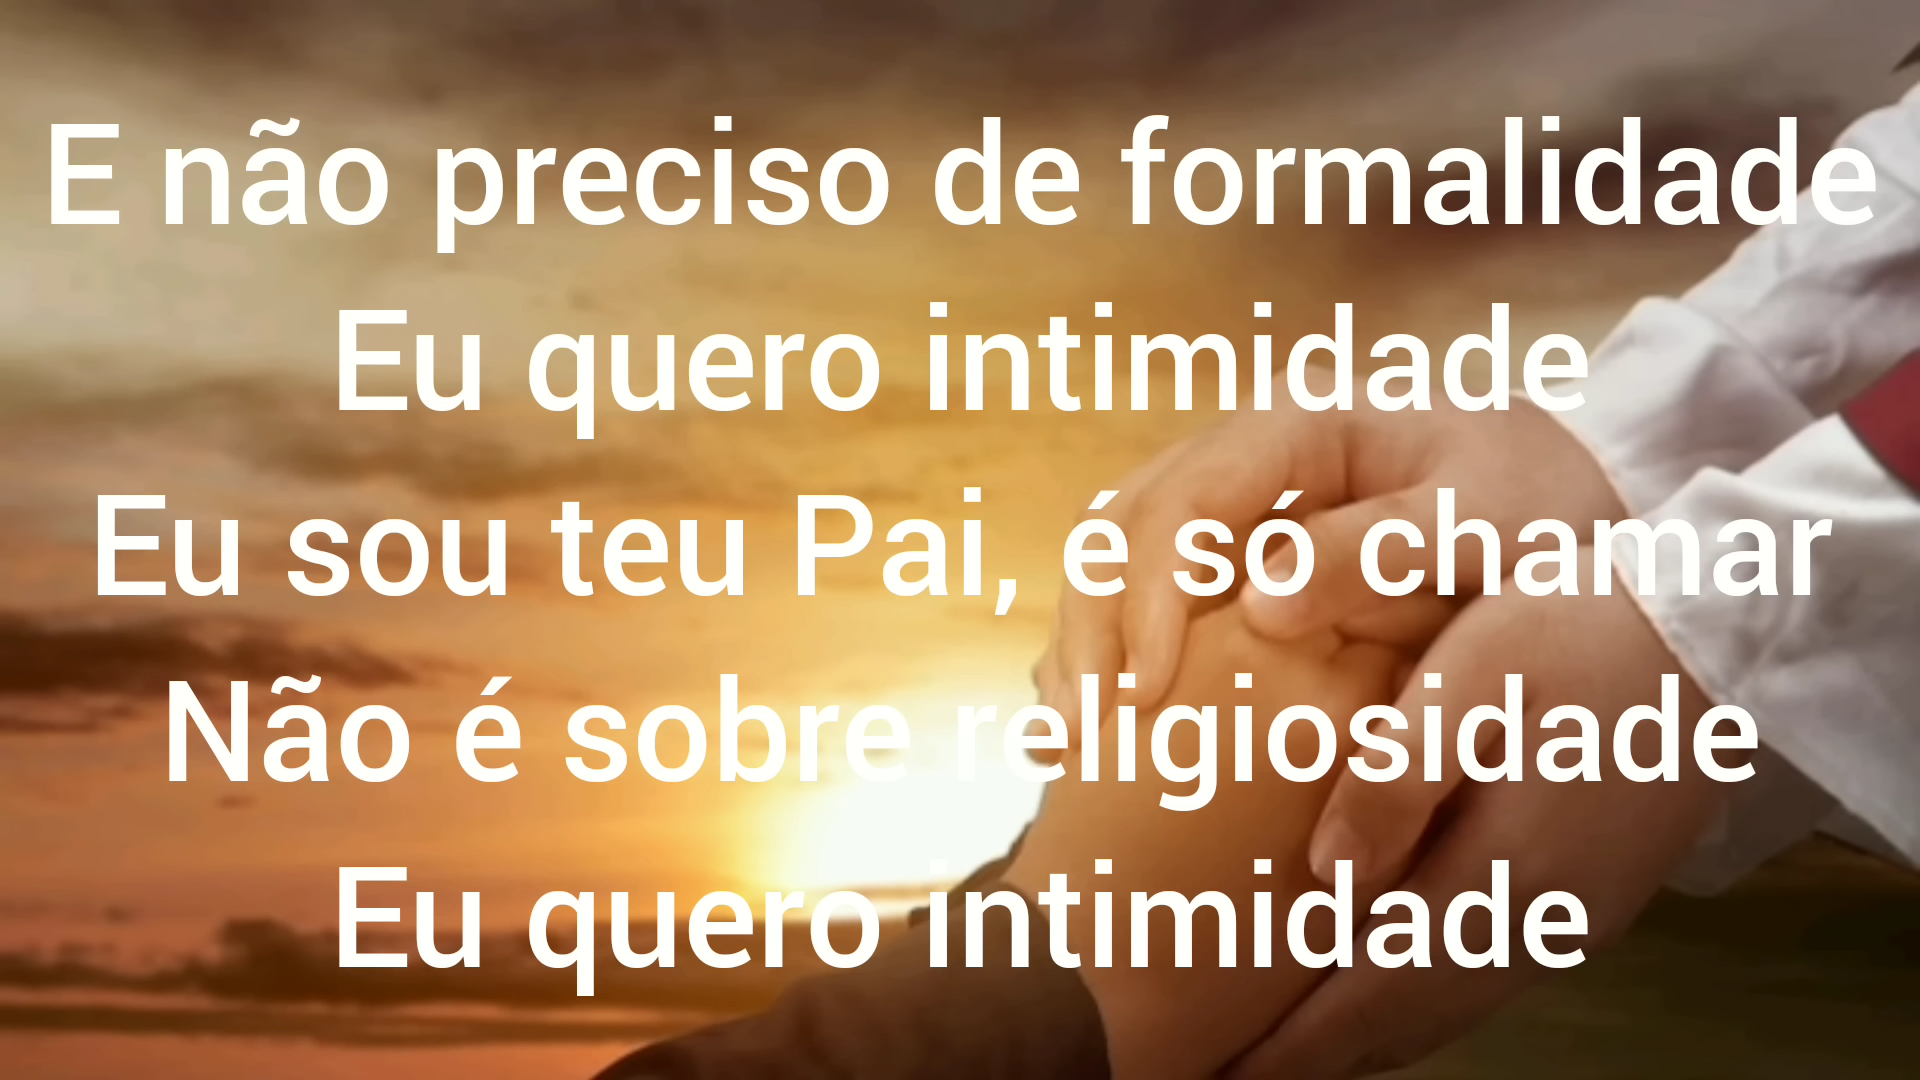 E não preciso de formalidade
Eu quero intimidade
Eu sou teu Pai, é só chamar
Não é sobre religiosidade
Eu quero intimidade